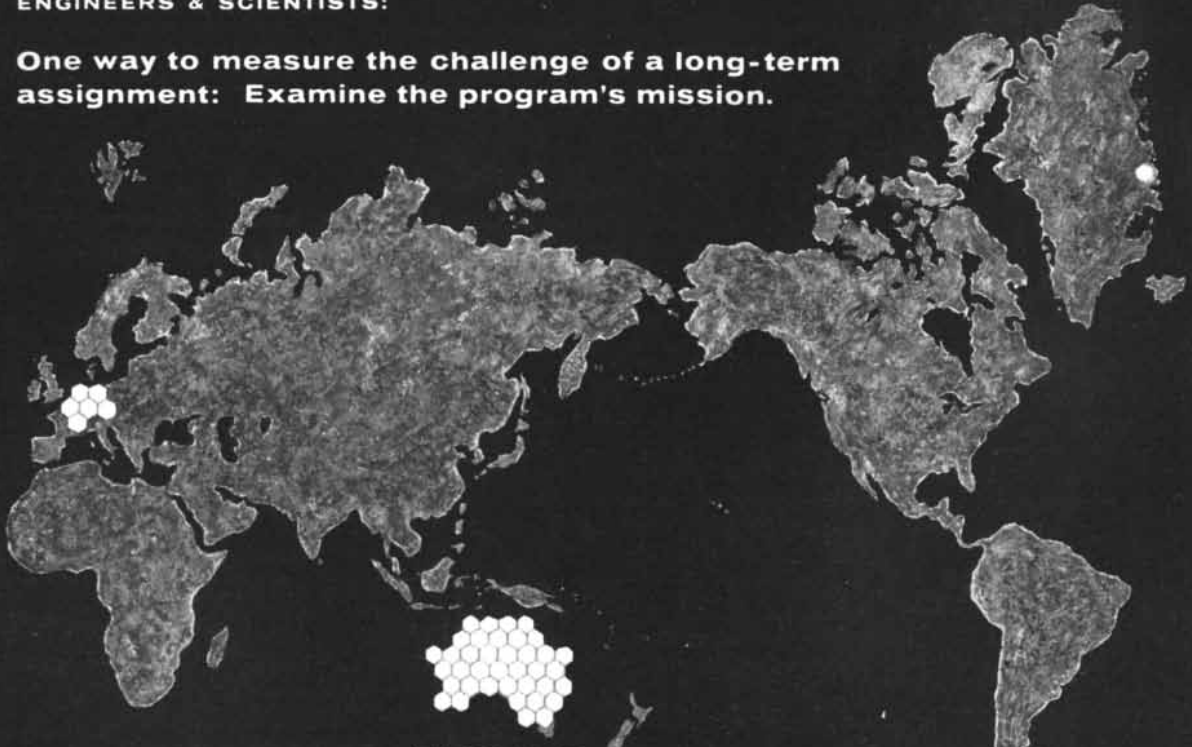 ENGINEERS & SCIENTISTS:
One way to measure the challenge of a long-term
assignment: Examine the program's mission.